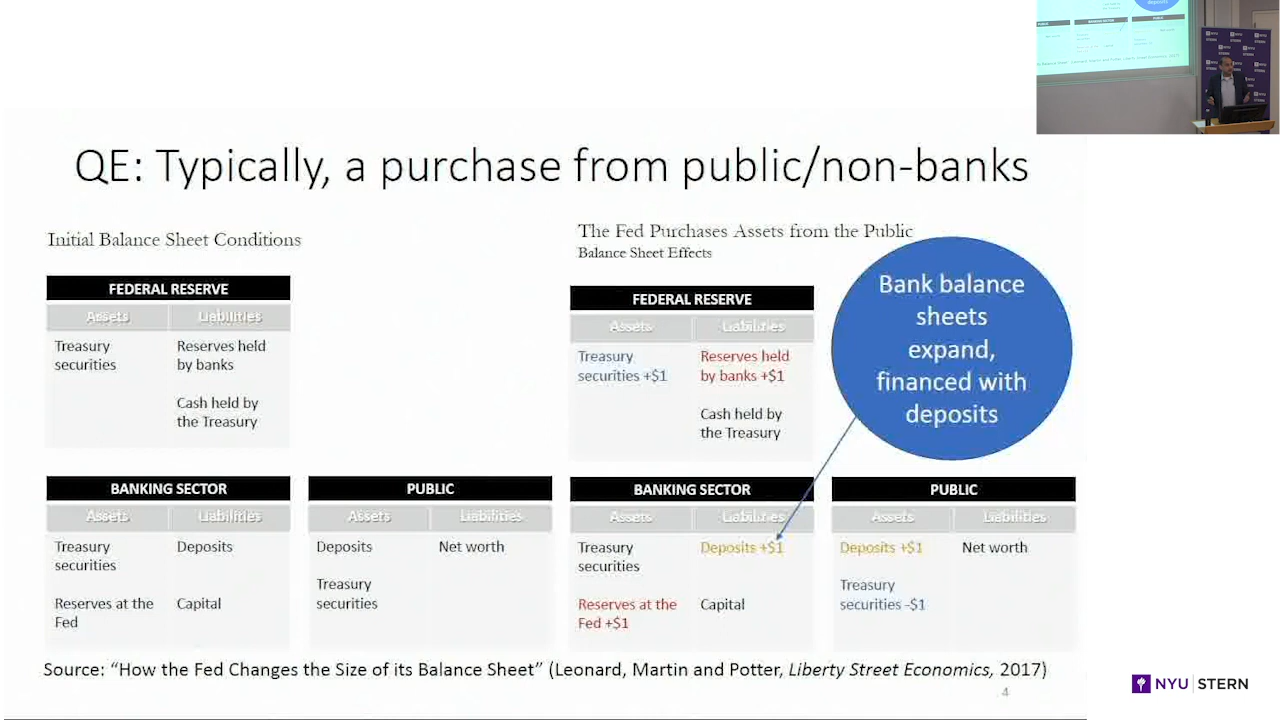 QE: Typically, a purchase from public/non-banks
Initial Balance Sheet Conditions
FEDERAL RESERVE
Assets Liabilities
Treasury securities
Reserves held by banks
Cash held by the Treasury
BANKING SECTOR
Assets Liabilities
Treasury securities
Reserves at the Fed
Deposits
Capital
PUBLIC
Assets Liabilities
Deposits
Treasury securities
Net worth
The Fed Purchases Assets from the Public
Balance Sheet Effects
FEDERAL RESERVE
Assets Liabilities
Treasury securities +$1
Reserves held by banks +$1
Cash held by the Treasury
Bank balance
sheets
expand,
financed with
deposits
BANKING SECTOR
Assets Liabilities
Treasury securities
Reserves at the Fed +$1
Deposits +$1
Capital
PUBLIC
Assets Liabilities
Deposits +$1
Treasury securities -$1
Net worth
Source: “How the Fed Changes the Size of its Balance Sheet” (Leonard, Martin and Potter, Liberty Street Economics, 2017)
4
NYU STERN